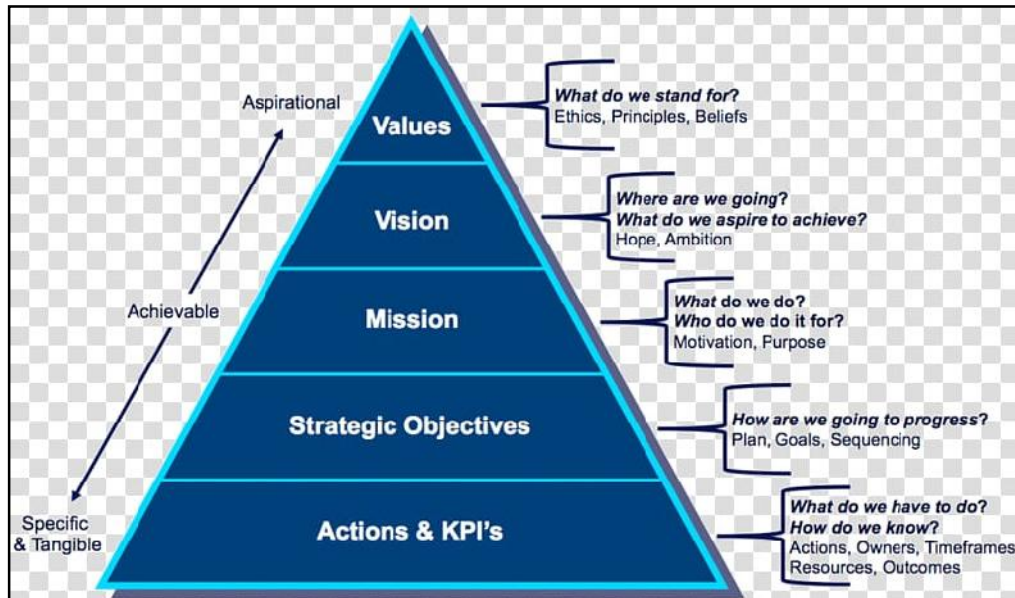 Aspirational
Values
What do we stand for?
Ethics, Principles, Beliefs
Vision
Where are we going?
What do we aspire to achieve?
Hope, Ambition
Achievable
Mission
What do we do?
Who do we do it for?
Motivation, Purpose
Strategic Objectives
How are we going to progress?
Plan, Goals, Sequencing
Specific
& Tangible
Actions & KPI's
What do we have to do?
How do we know?
Actions, Owners, Timeframes
Resources, Outcomes